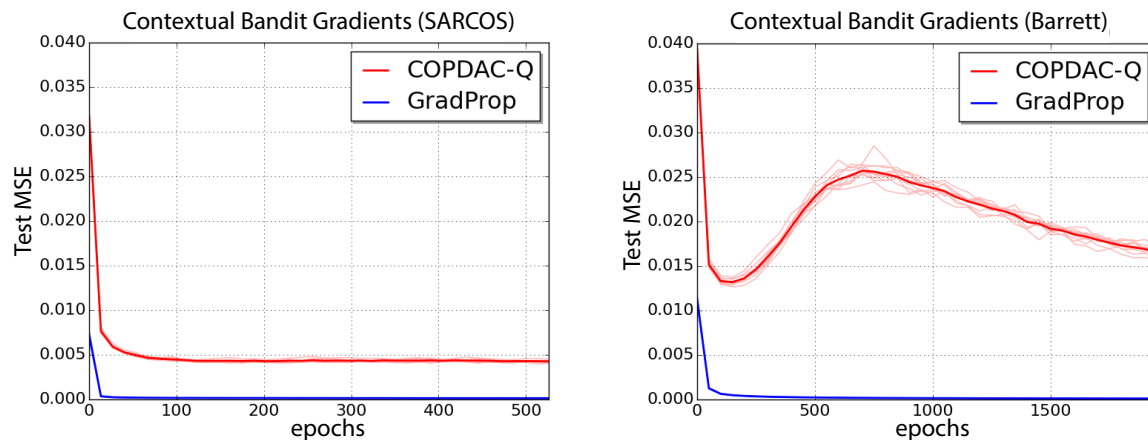 Contextual Bandit Gradients (SARCOS)
0.040
0.035
0.030
0.025
0.020
0.015
0.010
0.005
0.000
Test MSE
COPDAC-Q
GradProp
0
100
200
300
400
500
epochs
Contextual Bandit Gradients (Barrett)
0.040
0.035
0.030
0.025
0.020
0.015
0.010
0.005
0.000
Test MSE
COPDAC-Q
GradProp
0
500
1000
1500
epochs